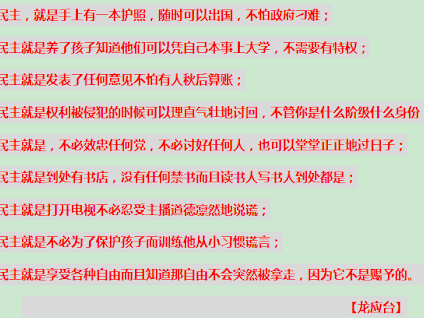 民主，就是手上有一本护照，随时可以出国，不怕政府刁难；
民主就是养了孩子知道他们可以凭自己本事上大学，不需要有特权；
民主就是发表了任何意见不怕有人秋后算账；
民主就是权利被侵犯的时候可以理直气壮地讨回，不管你是什么阶级什么身份
民主就是，不必效忠任何党，不必讨好任何人，也可以堂堂正正地过日子；
民主就是到处有书店，没有任何禁书而且读书人写书人到处都是；
民主就是打开电视不必忍受主播道德凛然地说谎；
民主就是不必为了保护孩子而训练他从小习惯谎言；
民主就是享受各种自由而且知道那自由不会突然被拿走，因为它不是赐予的。
【龙应台】